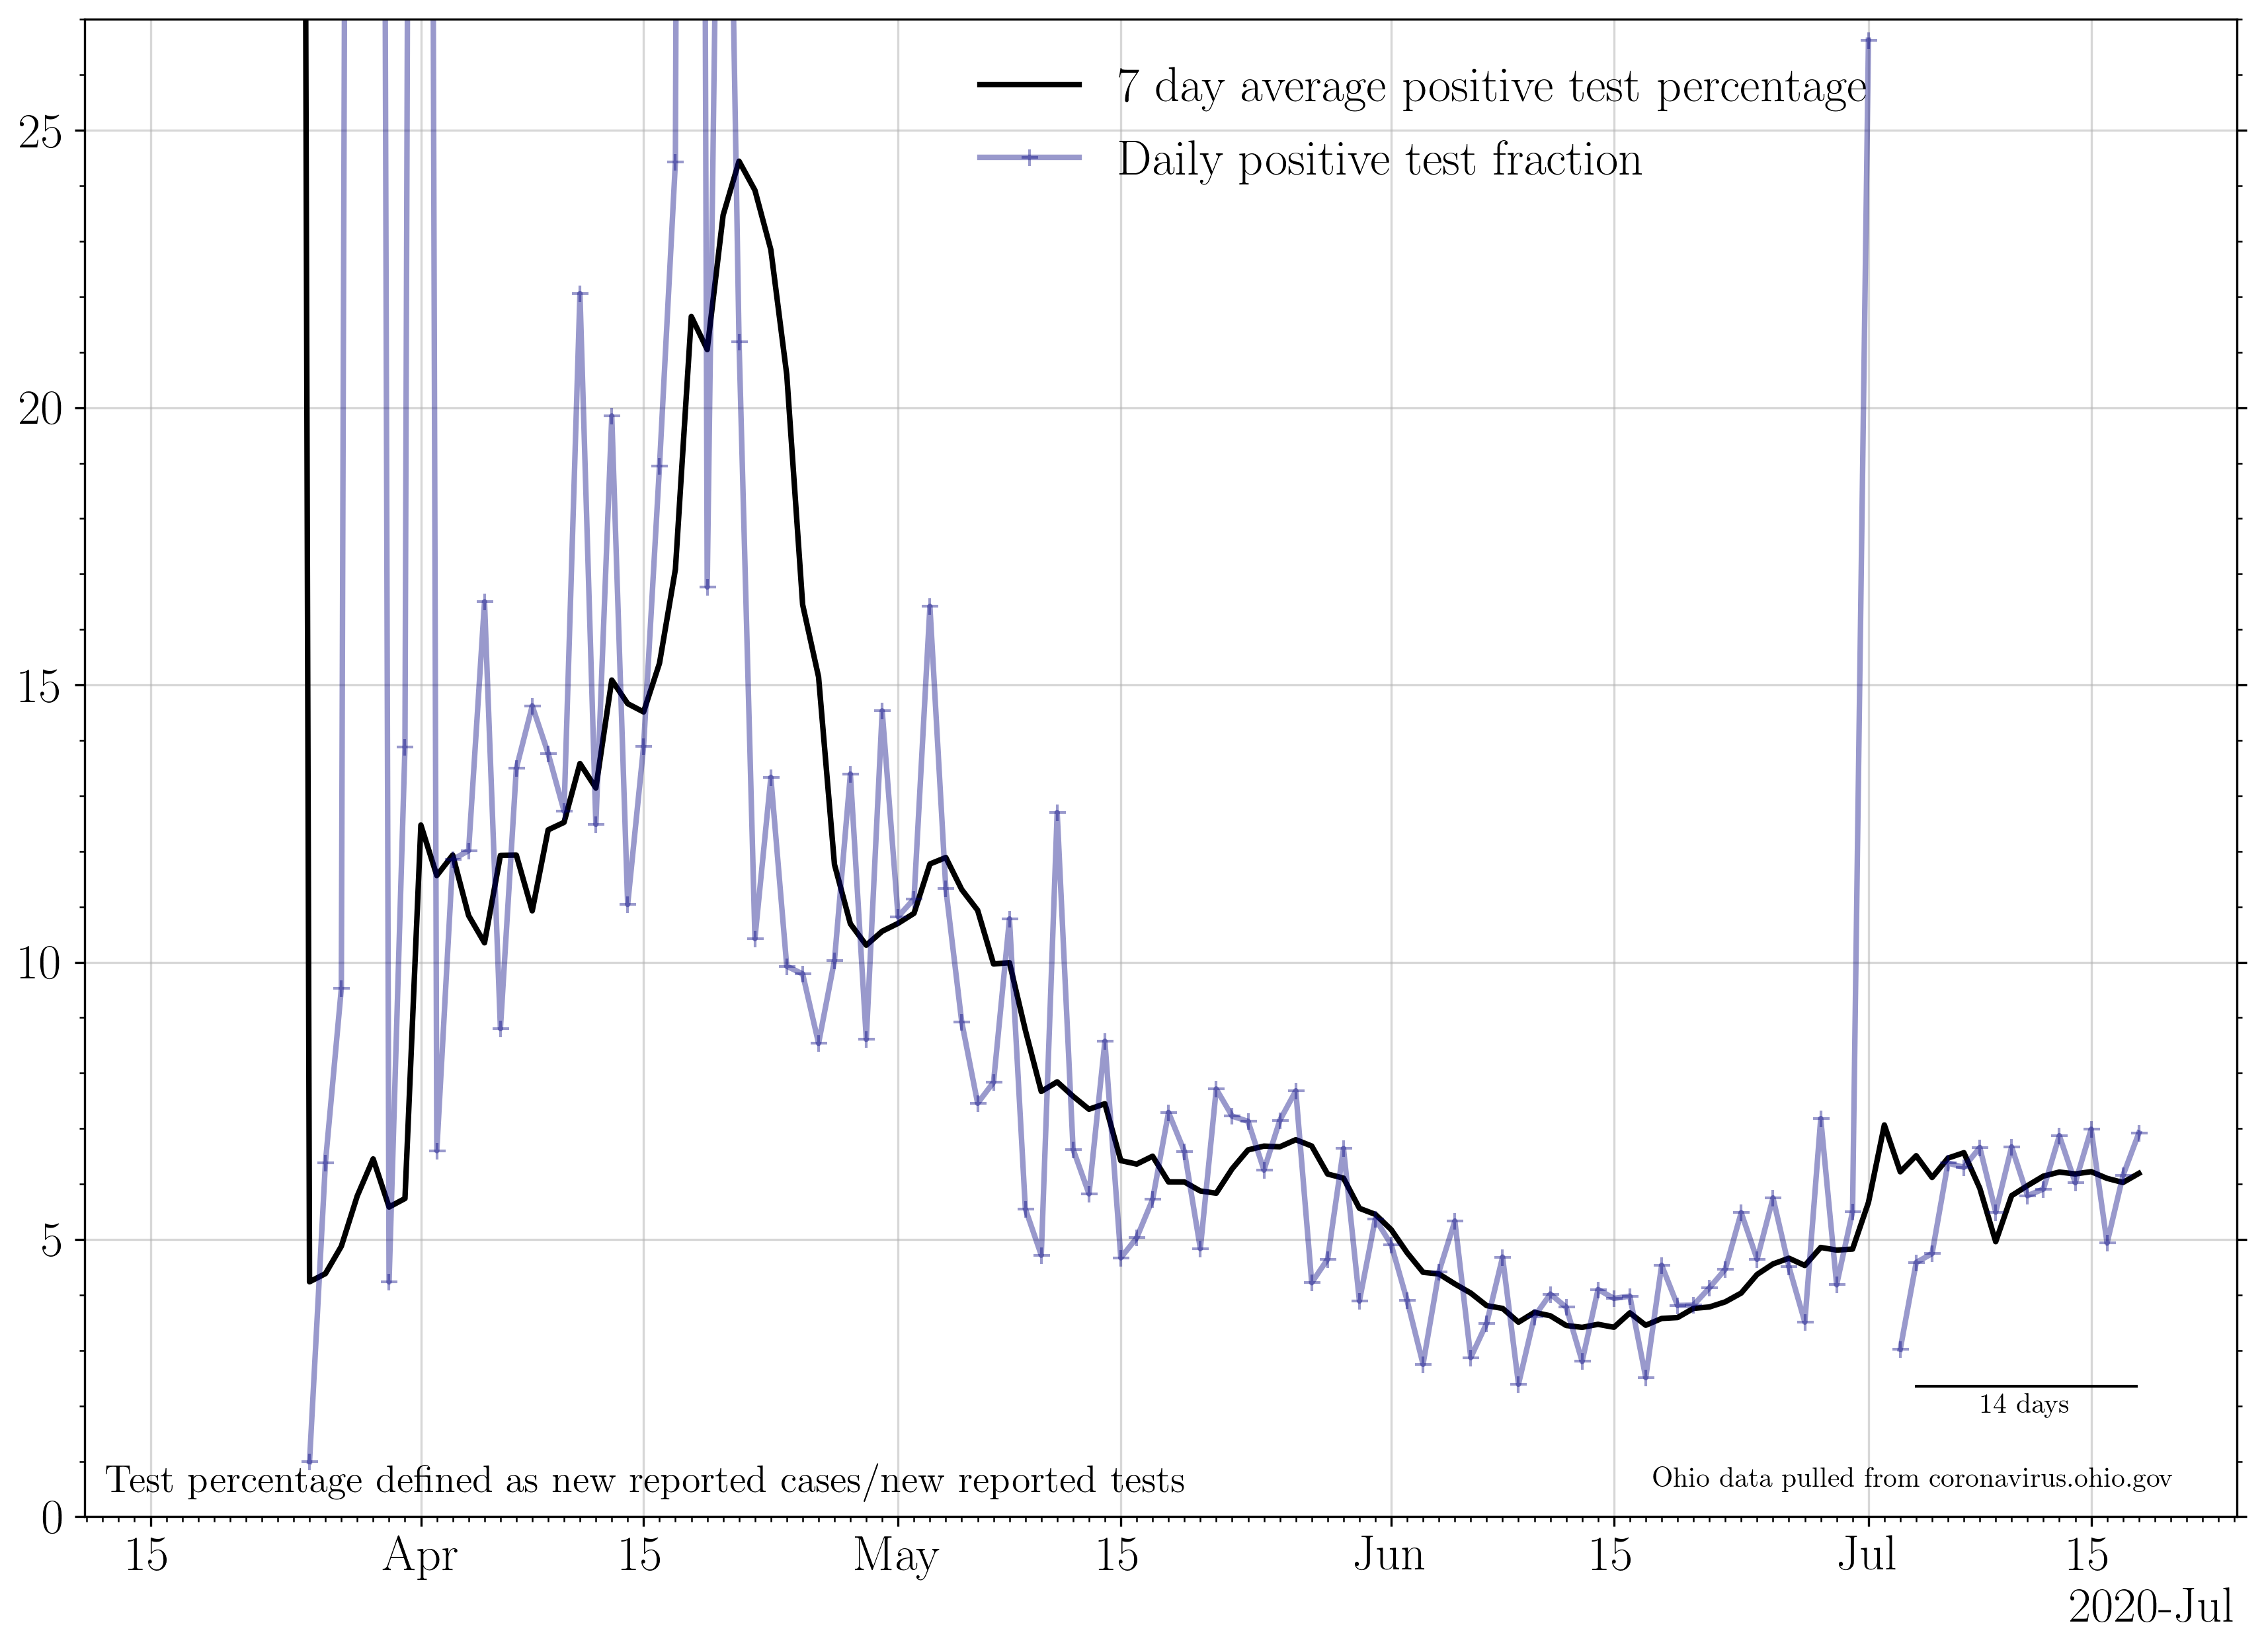 7 day average positive test percentage
Daily positive test fraction
25
20
15
10
5
0
14 days
Test percentage defined as new reported cases/new reported tests
Ohio data pulled from coronavirus.ohio.gov
15 Apr 15 May 15 Jun 15 Jul 15
2020-Jul